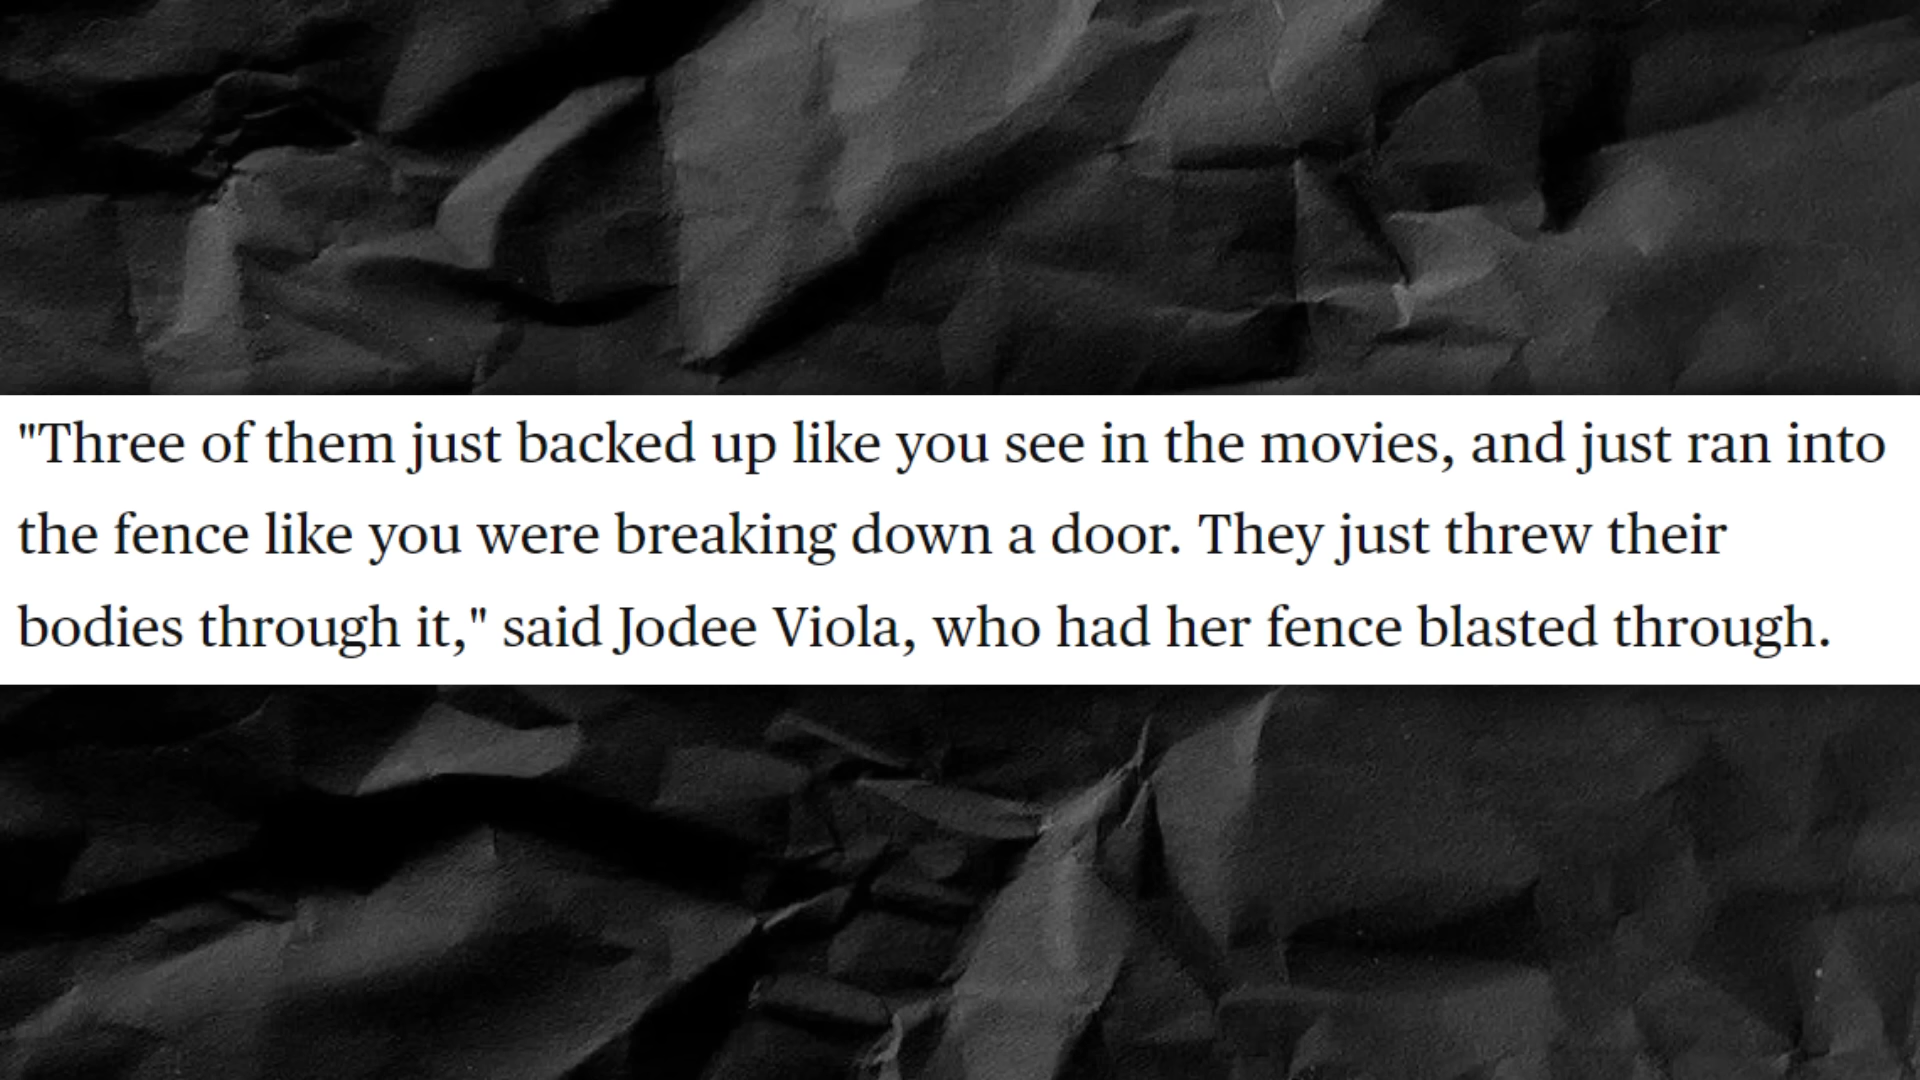 "Three of them just backed up like you see in the movies, and just ran into
the fence like you were breaking down a door. They just threw their
bodies through it," said Jodee Viola, who had her fence blasted through.